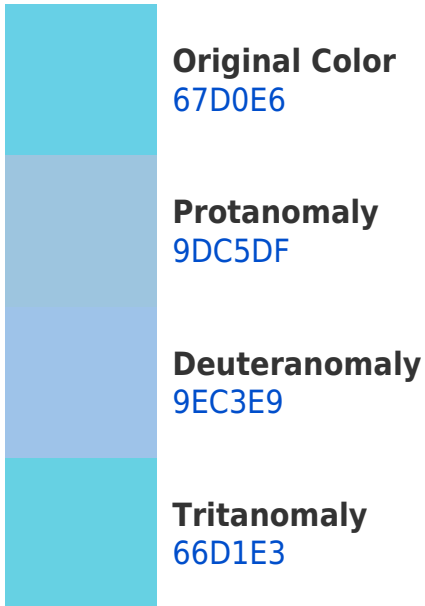 Original Color
67D0E6
Protanomaly
9DC5DF
Deuteranomaly
9EC3E9
Tritanomaly
66D1E3